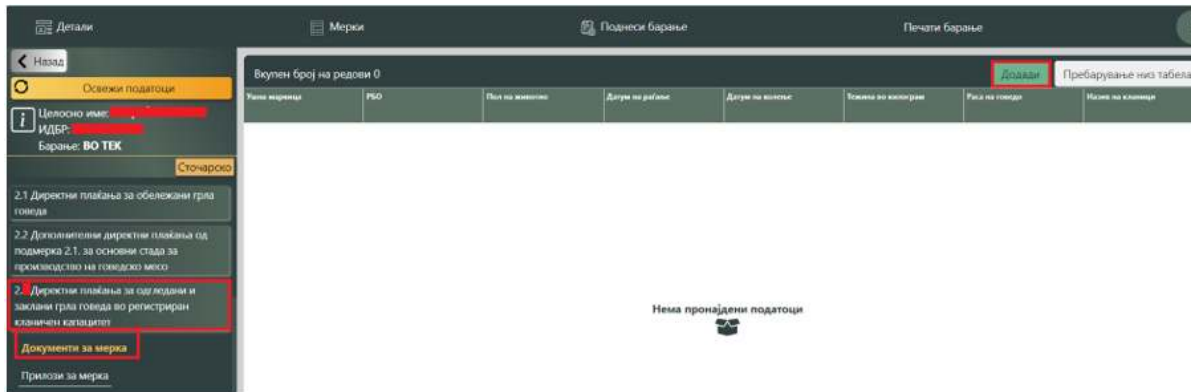 Детали
Мерки
Поднеси барање
Печати барање
Назад
Освежи податоци
Целосно име:
ИДБР:
Барање: ВО ТЕК
Сточарско
2.1 Директни плаќања за обележани грла
говеда
2.2 Дополнителни директни плаќања од
подмерка 2.1. за основни стада за
производство на говедско месо
2. Директни плаќања за одгледани и
заклани грла говеда во регистриран
кланичен капацитет
Документи за мерка
Прилози за мерка
Вкупен број на редови 0
Додади
Пребарување низ табела
Ушна маркица
РБО
Пол на животно
Датум на раѓање
Датум на колење
Тежина во килограм
Раса на говедо
Назив на кланица
Нема пронајдени податоци